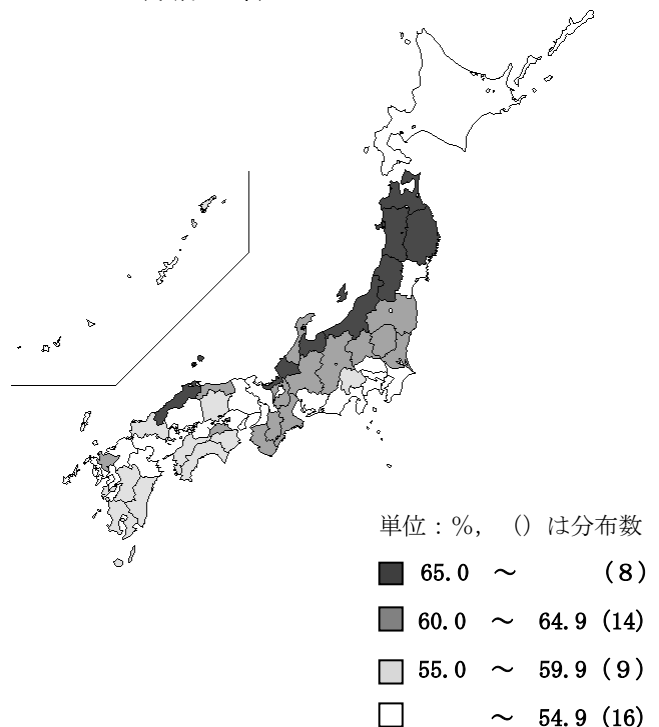 単位：%， （）は分布数
65.0 ～ (8)
60.0 ～ 64.9 (14)
55.0 ～ 59.9 (9)
～ 54.9 (16)